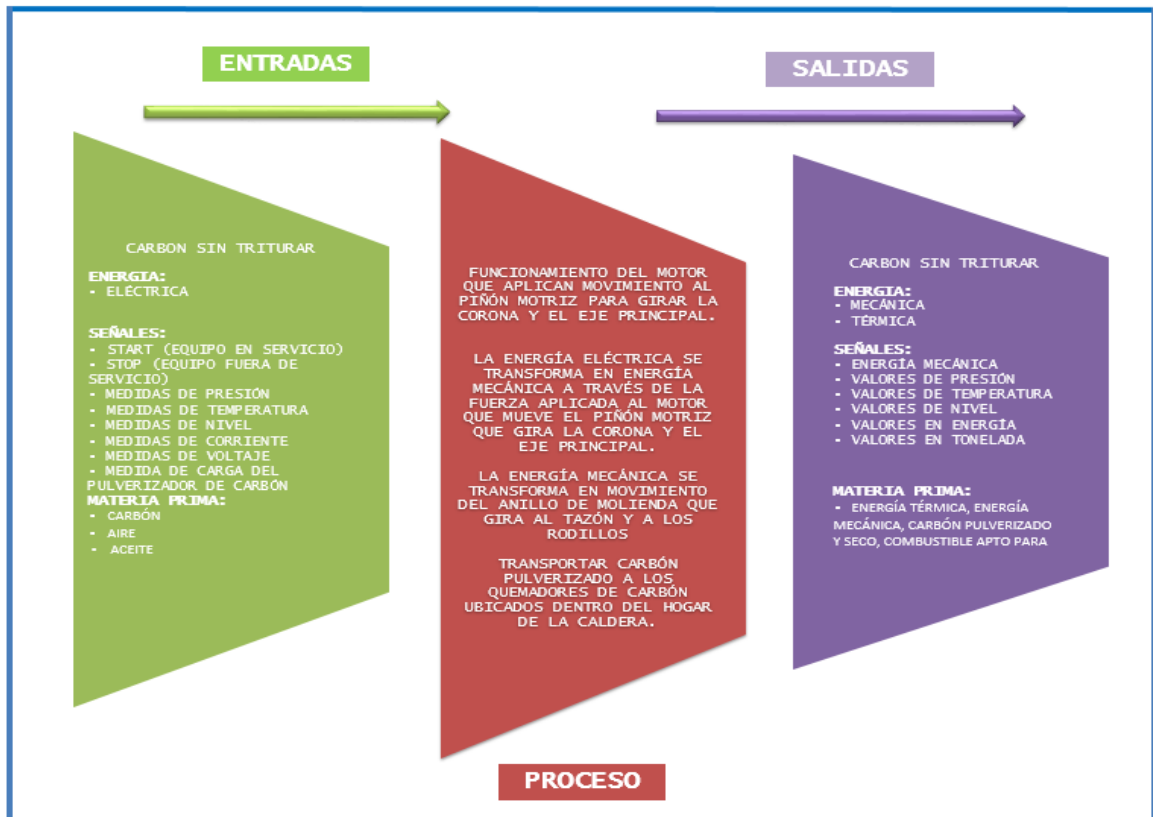 ENTRADAS
SALIDAS
CARBON SIN TRITURAR
ENERGIA:
- ELÉCTRICA
SEÑALES:
- START (EQUIPO EN SERVICIO)
- STOP (EQUIPO FUERA DE
SERVICIO)
- MEDIDAS DE PRESIÓN
- MEDIDAS DE TEMPERATURA
- MEDIDAS DE NIVEL
- MEDIDAS DE CORRIENTE
- MEDIDAS DE VOLTAJE
- MEDIDA DE CARGA DEL
PULVERIZADOR DE CARBÓN
MATERIA PRIMA:
- CARBÓN
- AIRE
- ACEITE
FUNCIONAMIENTO DEL MOTOR
QUE APLICAN MOVIMIENTO AL
PIÑÓN MOTRIZ PARA GIRAR LA
CORONA Y EL EJE PRINCIPAL.
LA ENERGÍA ELÉCTRICA SE
TRANSFORMA EN ENERGÍA
MECÁNICA A TRAVÉS DE LA
FUERZA APLICADA AL MOTOR
QUE MUEVE EL PIÑÓN MOTRIZ
QUE GIRA LA CORONA Y EL
EJE PRINCIPAL.
LA ENERGÍA MECÁNICA SE
TRANSFORMA EN MOVIMIENTO
DEL ANILLO DE MOLIENDA QUE
GIRA AL TAZÓN Y A LOS
RODILLOS
TRANSPORTAR CARBÓN
PULVERIZADO A LOS
QUEMADORES DE CARBÓN
UBICADOS DENTRO DEL HOGAR
DE LA CALDERA.
CARBON SIN TRITURAR
ENERGIA:
- MECÁNICA
- TÉRMICA
SEÑALES:
- ENERGÍA MECÁNICA
- VALORES DE PRESIÓN
- VALORES DE TEMPERATURA
- VALORES DE NIVEL
- VALORES EN ENERGÍA
- VALORES EN TONELADA
MATERIA PRIMA:
- ENERGÍA TÉRMICA, ENERGÍA
MECÁNICA, CARBÓN PULVERIZADO
Y SECO, COMBUSTIBLE APTO PARA
PROCESO